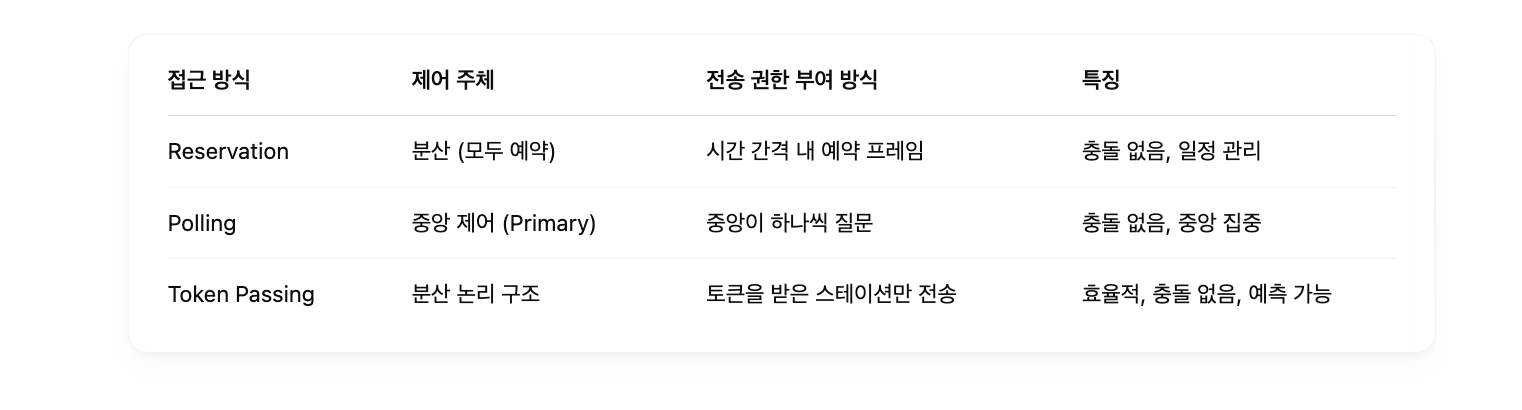 접근 방식 제어 주체 전송 권한 부여 방식 특징
Reservation 분산 (모두 예약) 시간 간격 내 예약 프레임 충돌 없음, 일정 관리
Polling 중앙 제어 (Primary) 중앙이 하나씩 질문 충돌 없음, 중앙 집중
Token Passing 분산 논리 구조 토큰을 받은 스테이션만 전송 효율적, 충돌 없음, 예측 가능